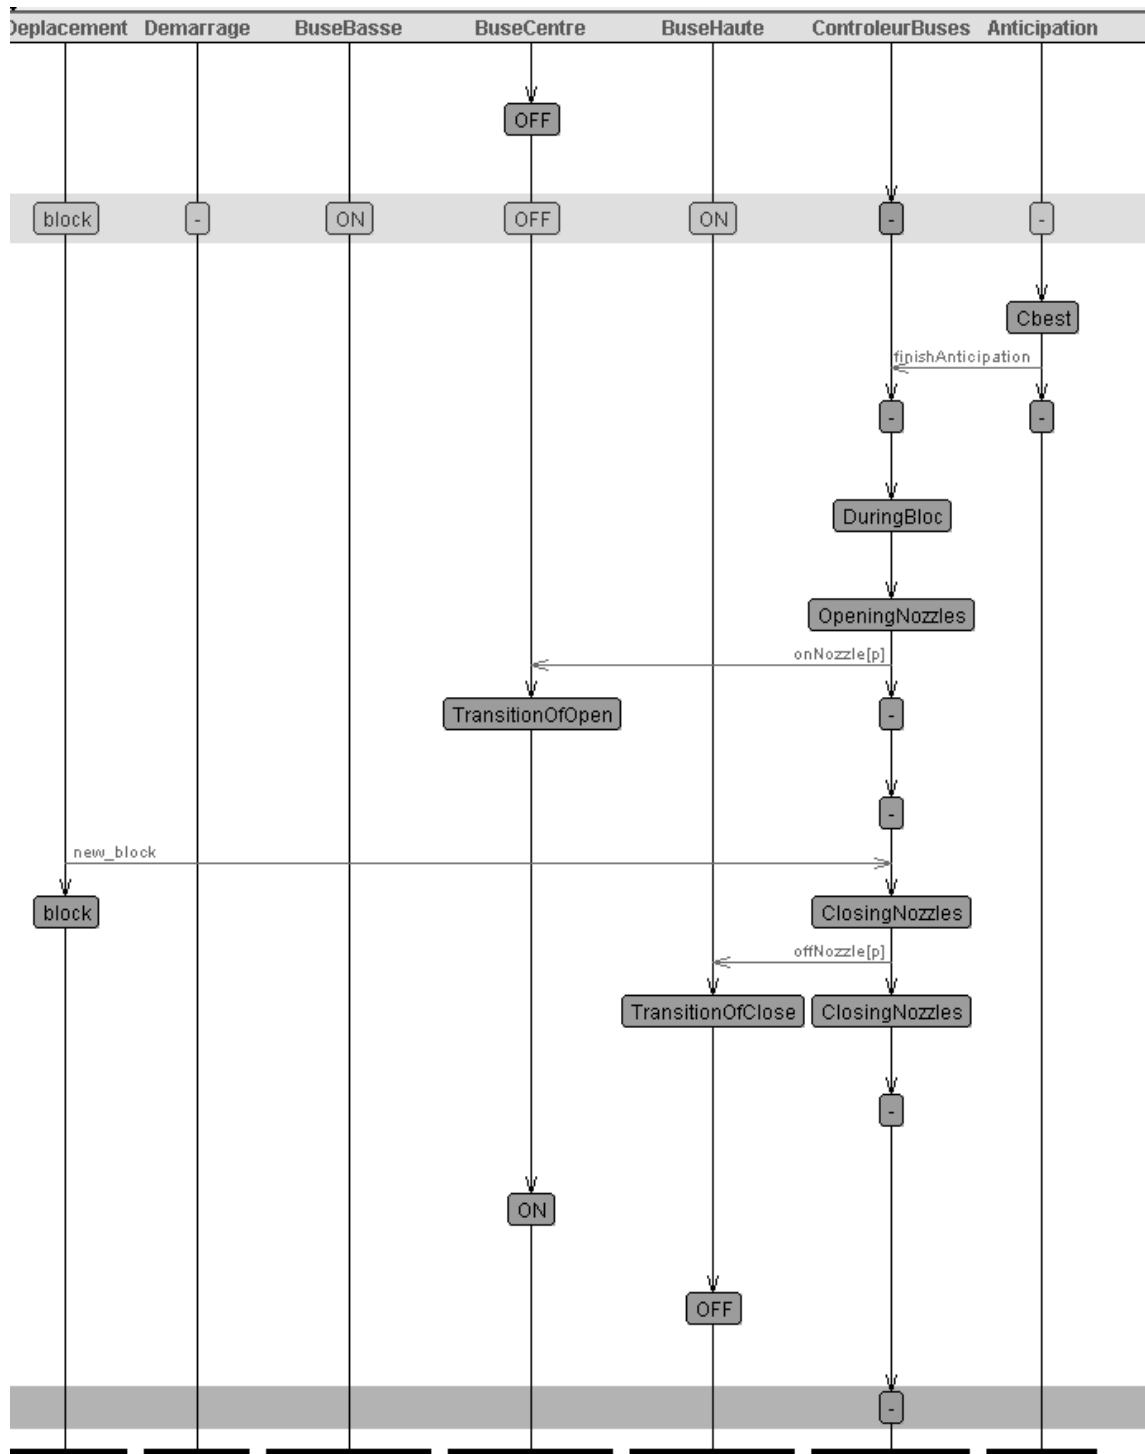 Deplacement Demarrage BuseBasse BuseCentre BuseHaute ControleurBuses Anticipation
OFF
block - ON OFF ON - -
Cbest
finishAnticipation
- -
DuringBloc
OpeningNozzles
onNozzle[p]
TransitionOfOpen -
-
new_block
block ClosingNozzles
offNozzle[p]
TransitionOfClose ClosingNozzles
-
ON
OFF
-